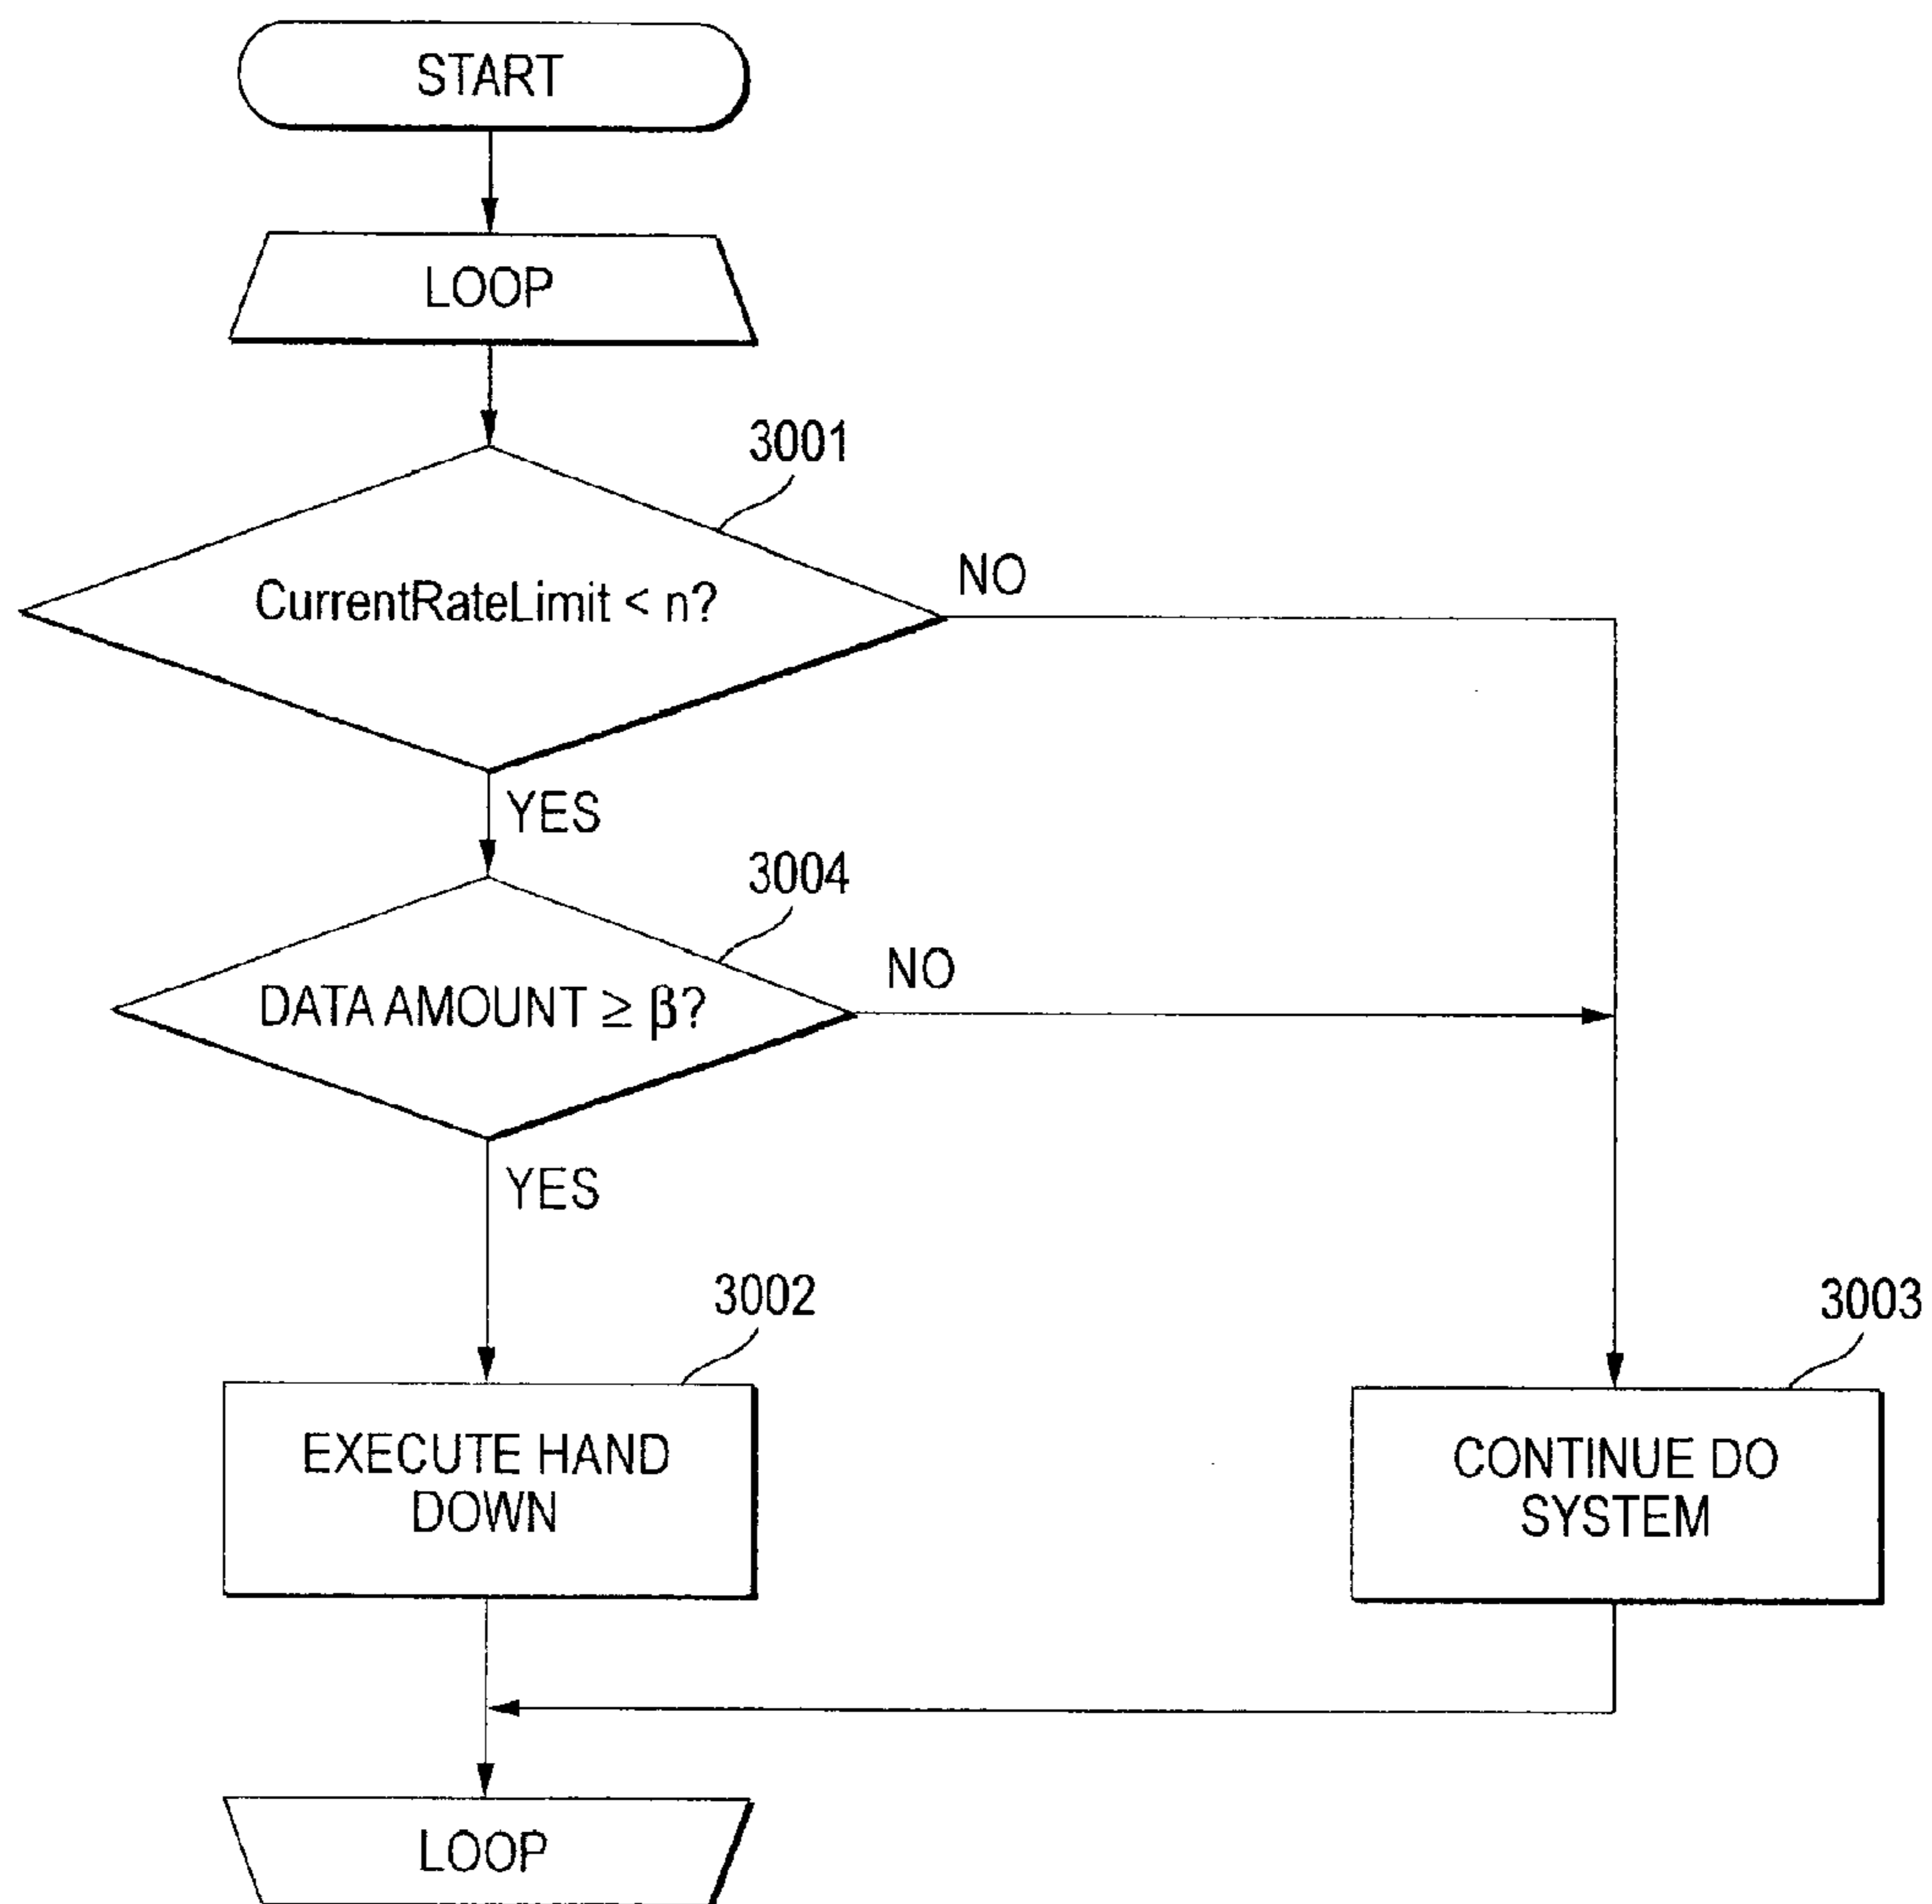 START
LOOP
3001
CurrentRateLimit < n?
NO
YES
3004
DATA AMOUNT ≥ β?
NO
YES
3002
EXECUTE HAND
DOWN
3003
CONTINUE DO
SYSTEM
LOOP